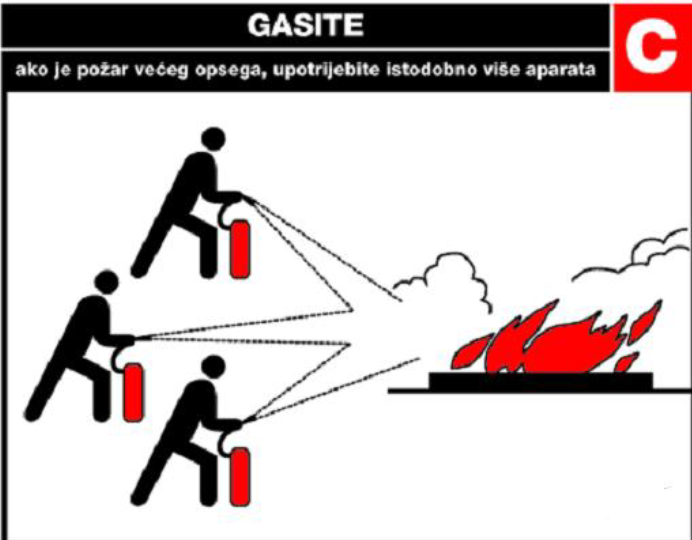 GASITE
C
ako je požar većeg opsega, upotrijebite istodobno više aparata